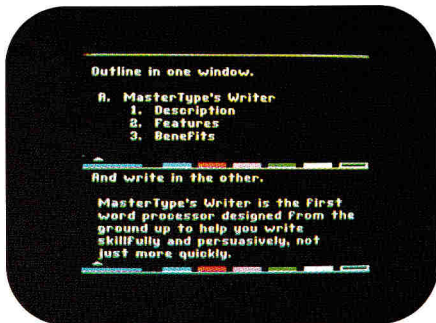 Outline in one window.
A. MasterType's Writer
1. Description
2. Features
3. Benefits
And write in the other.
MasterType's Writer is the first
word processor designed from the
ground up to help you write
skillfully and persuasively, not
just more quickly.